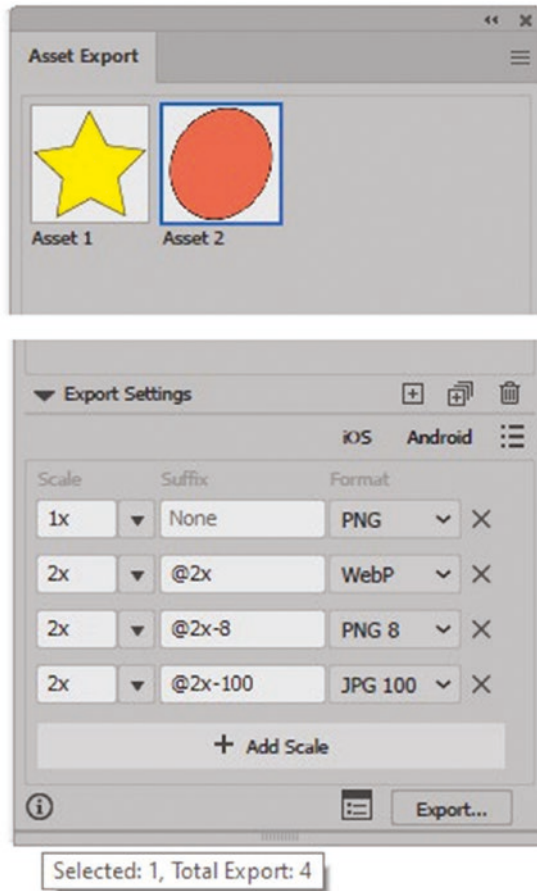 Asset Export
Asset 1 Asset 2
Export Settings
iOS Android
Scale Suffix Format
1x None PNG
2x @2x WebP
2x @2x-8 PNG 8
2x @2x-100 JPG 100
+ Add Scale
Export...
Selected: 1, Total Export: 4